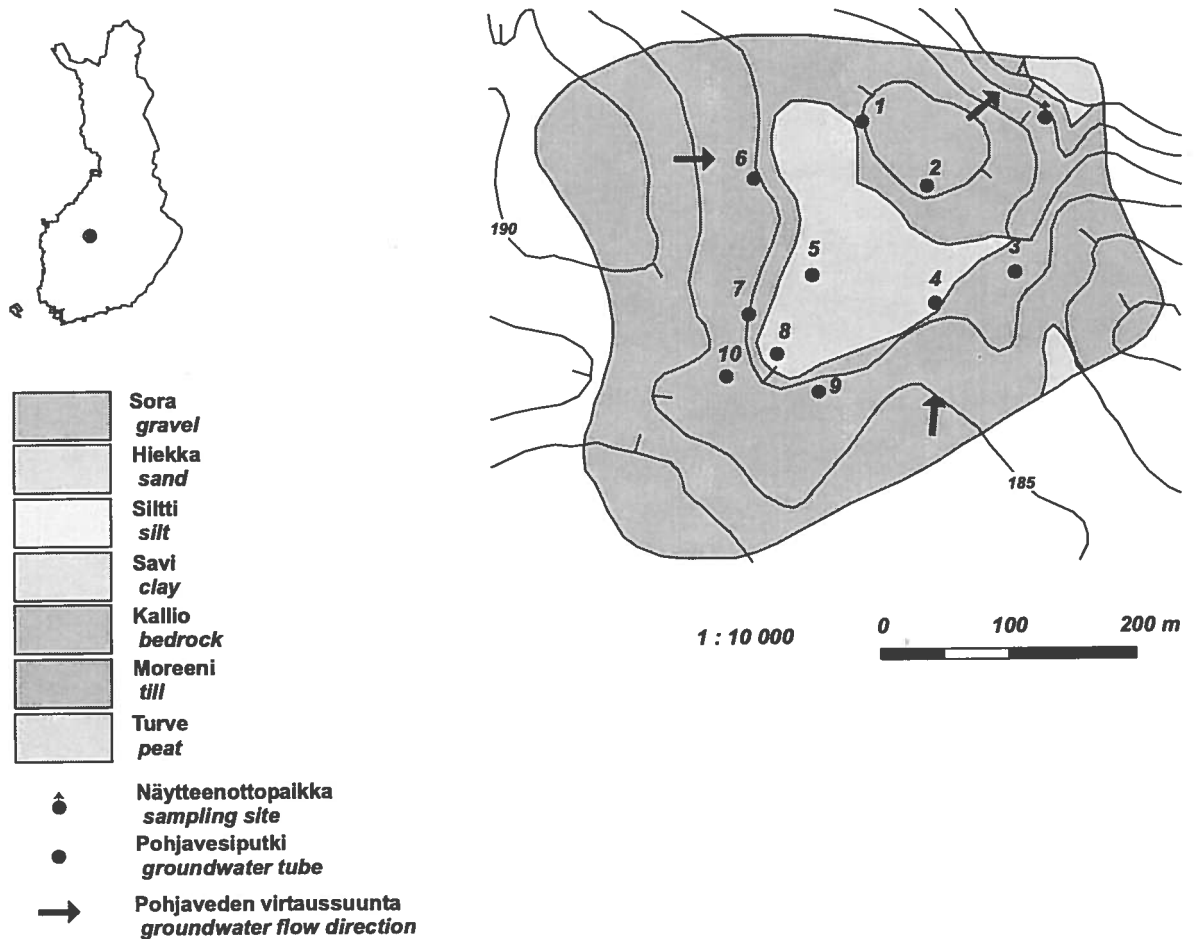 1
2
6
190
5
3
4
7
8
10
9
185
Sora
gravel
Hiekka
sand
Siltti
silt
Savi
clay
Kallio
bedrock
Moreeni
till
Turve
peat
1 : 10 000
0 100 200 m
Näytteenottopaikka
sampling site
Pohjavesiputki
groundwater tube
Pohjaveden virtaussuunta
groundwater flow direction